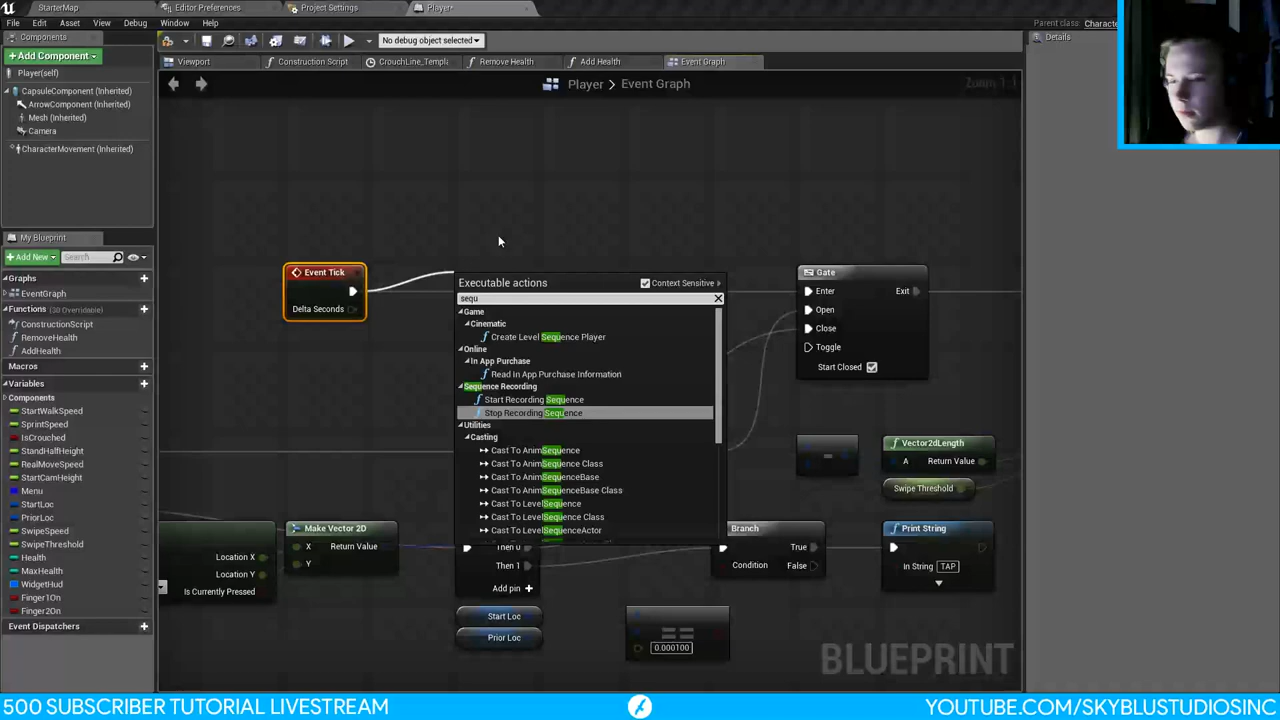 StarterMap
Editor Preferences
Project Settings
Player*
File Edit Asset View Debug Window Help
Parent class: Characte
Components
Details
+Add Component
No debug object selected
Player(self)
Viewport
Construction Script
CrouchLine_Templ
Remove Health
Add Health
Event Graph
CapsuleComponent (Inherited)
ArrowComponent (Inherited)
Mesh (Inherited)
Camera
CharacterMovement (Inherited)
Player > Event Graph
Zoom 1:1
My Blueprint
+Add New
Search
Graphs
EventGraph
Functions (30 Overridable)
ConstructionScript
RemoveHealth
AddHealth
Macros
Variables
Components
StartWalkSpeed
SprintSpeed
IsCrouched
StandHalfHeight
RealMoveSpeed
StartCamHeight
Menu
StartLoc
PriorLoc
SwipeSpeed
SwipeThreshold
Health
MaxHealth
WidgetHud
Finger1On
Finger2On
Event Dispatchers
Event Tick
Delta Seconds
Executable actions
Context Sensitive
sequ
Game
Cinematic
Create Level Sequence Player
Online
In App Purchase
Read In App Purchase Information
Sequence Recording
Start Recording Sequence
Stop Recording Sequence
Utilities
Casting
Cast To AnimSequence
Cast To AnimSequence Class
Cast To AnimSequenceBase
Cast To AnimSequenceBase Class
Cast To LevelSequence
Cast To LevelSequence Class
Cast To LevelSequenceActor
Gate
Enter Exit
Open
Close
Toggle
Start Closed
Vector2dLength
A Return Value
Swipe Threshold
Location X
Location Y
Is Currently Pressed
Make Vector 2D
X Return Value
Y
Then 0
Then 1
Add pin +
Start Loc
Prior Loc
0.000100
Branch
True
Condition False
Print String
In String TAP
BLUEPRINT
500 SUBSCRIBER TUTORIAL LIVESTREAM
YOUTUBE.COM/SKYBLUSTUDIOSINC